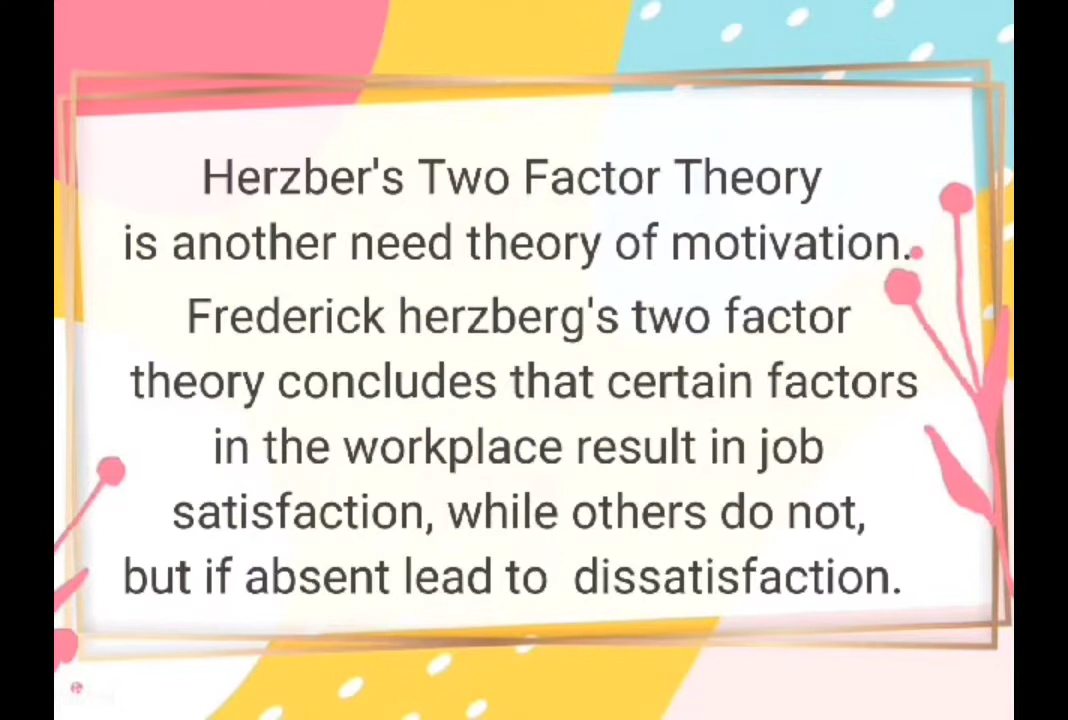 Herzber's Two Factor Theory
is another need theory of motivation.
Frederick herzberg's two factor
theory concludes that certain factors
in the workplace result in job
satisfaction, while others do not,
but if absent lead to dissatisfaction.